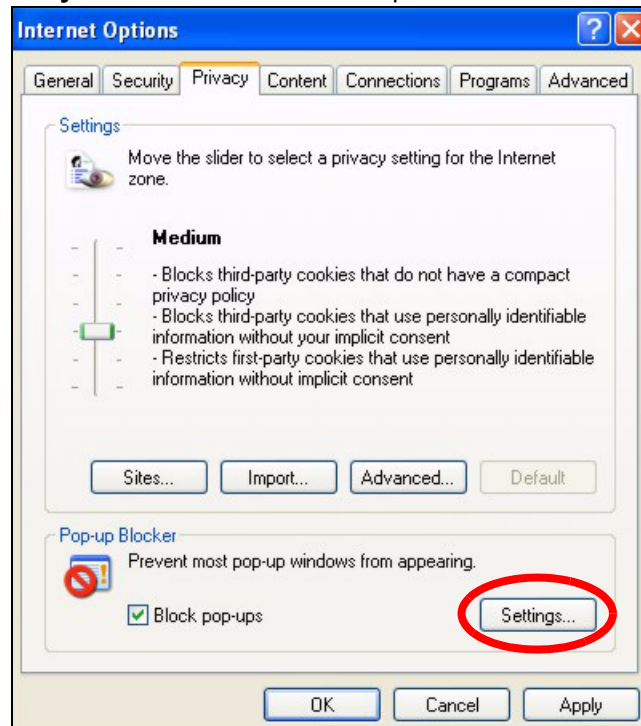 Internet Options
General Security Privacy Content Connections Programs Advanced
Settings
Move the slider to select a privacy setting for the Internet
zone.
Medium
- Blocks third-party cookies that do not have a compact
privacy policy
- Blocks third-party cookies that use personally identifiable
information without your implicit consent
- Restricts first-party cookies that use personally identifiable
information without implicit consent
Sites... Import... Advanced... Default
Pop-up Blocker
Prevent most pop-up windows from appearing.
Block pop-ups Settings...
OK Cancel Apply